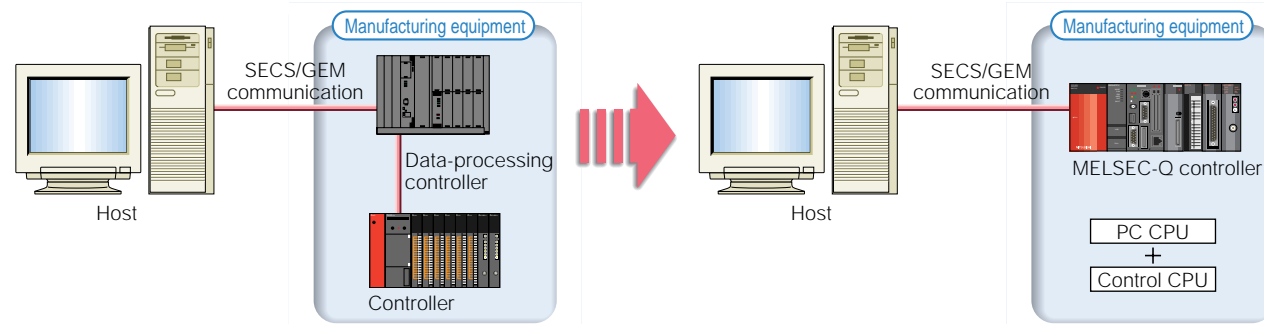 Manufacturing equipment
SECS/GEM
communication
Data-processing
controller
Host
Controller
Manufacturing equipment
SECS/GEM
communication
MELSEC-Q controller
Host
PC CPU
+
Control CPU